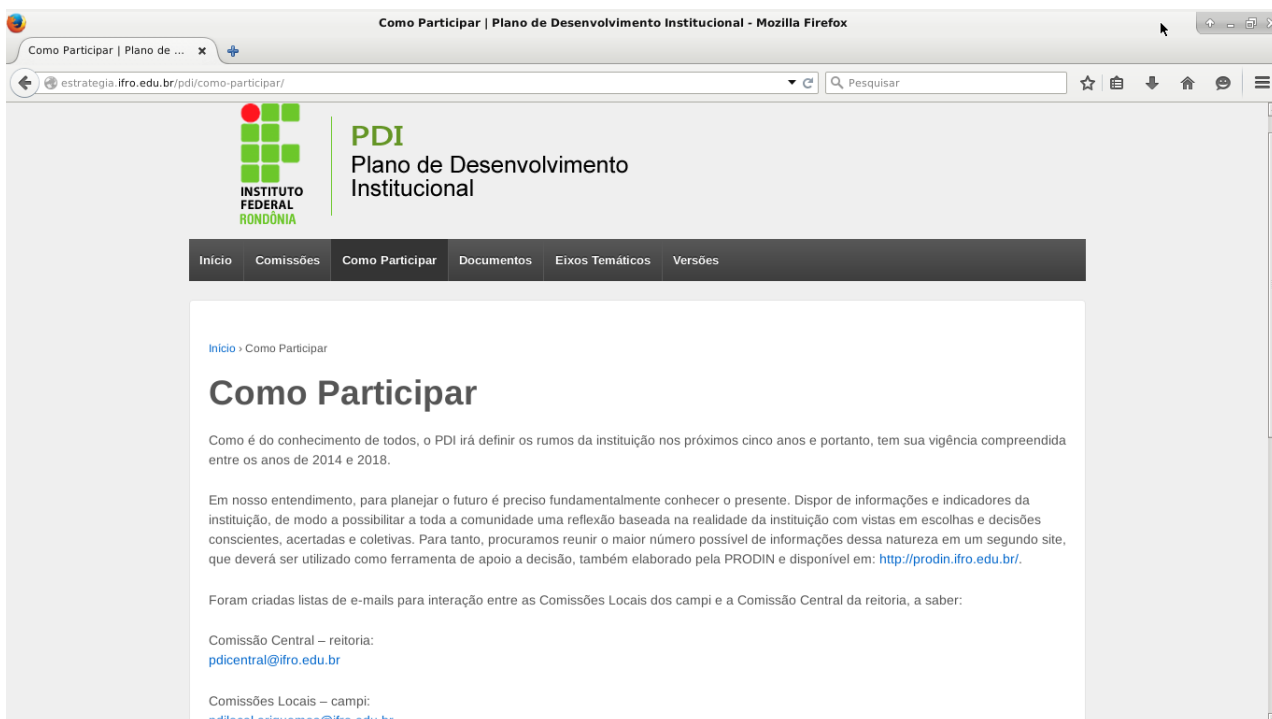 Como Participar | Plano de Desenvolvimento Institucional - Mozilla Firefox
Como Participar | Plano de ...
estrategia.ifro.edu.br/pdi/como-participar/
Pesquisar
INSTITUTO
FEDERAL
RONDÔNIA
PDI
Plano de Desenvolvimento
Institucional
Início Comissões Como Participar Documentos Eixos Temáticos Versões
Início › Como Participar
Como Participar
Como é do conhecimento de todos, o PDI irá definir os rumos da instituição nos próximos cinco anos e portanto, tem sua vigência compreendida
entre os anos de 2014 e 2018.
Em nosso entendimento, para planejar o futuro é preciso fundamentalmente conhecer o presente. Dispor de informações e indicadores da
instituição, de modo a possibilitar a toda a comunidade uma reflexão baseada na realidade da instituição com vistas em escolhas e decisões
conscientes, acertadas e coletivas. Para tanto, procuramos reunir o maior número possível de informações dessa natureza em um segundo site,
que deverá ser utilizado como ferramenta de apoio a decisão, também elaborado pela PRODIN e disponível em: http://prodin.ifro.edu.br/.
Foram criadas listas de e-mails para interação entre as Comissões Locais dos campi e a Comissão Central da reitoria, a saber:
Comissão Central – reitoria:
pdicentral@ifro.edu.br
Comissões Locais – campi: